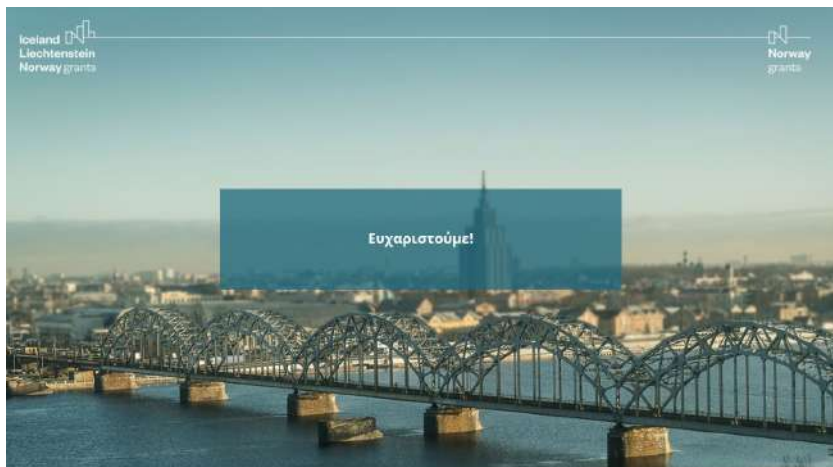 Iceland
Liechtenstein
Norway grants
Norway
grants
Ευχαριστούμε!